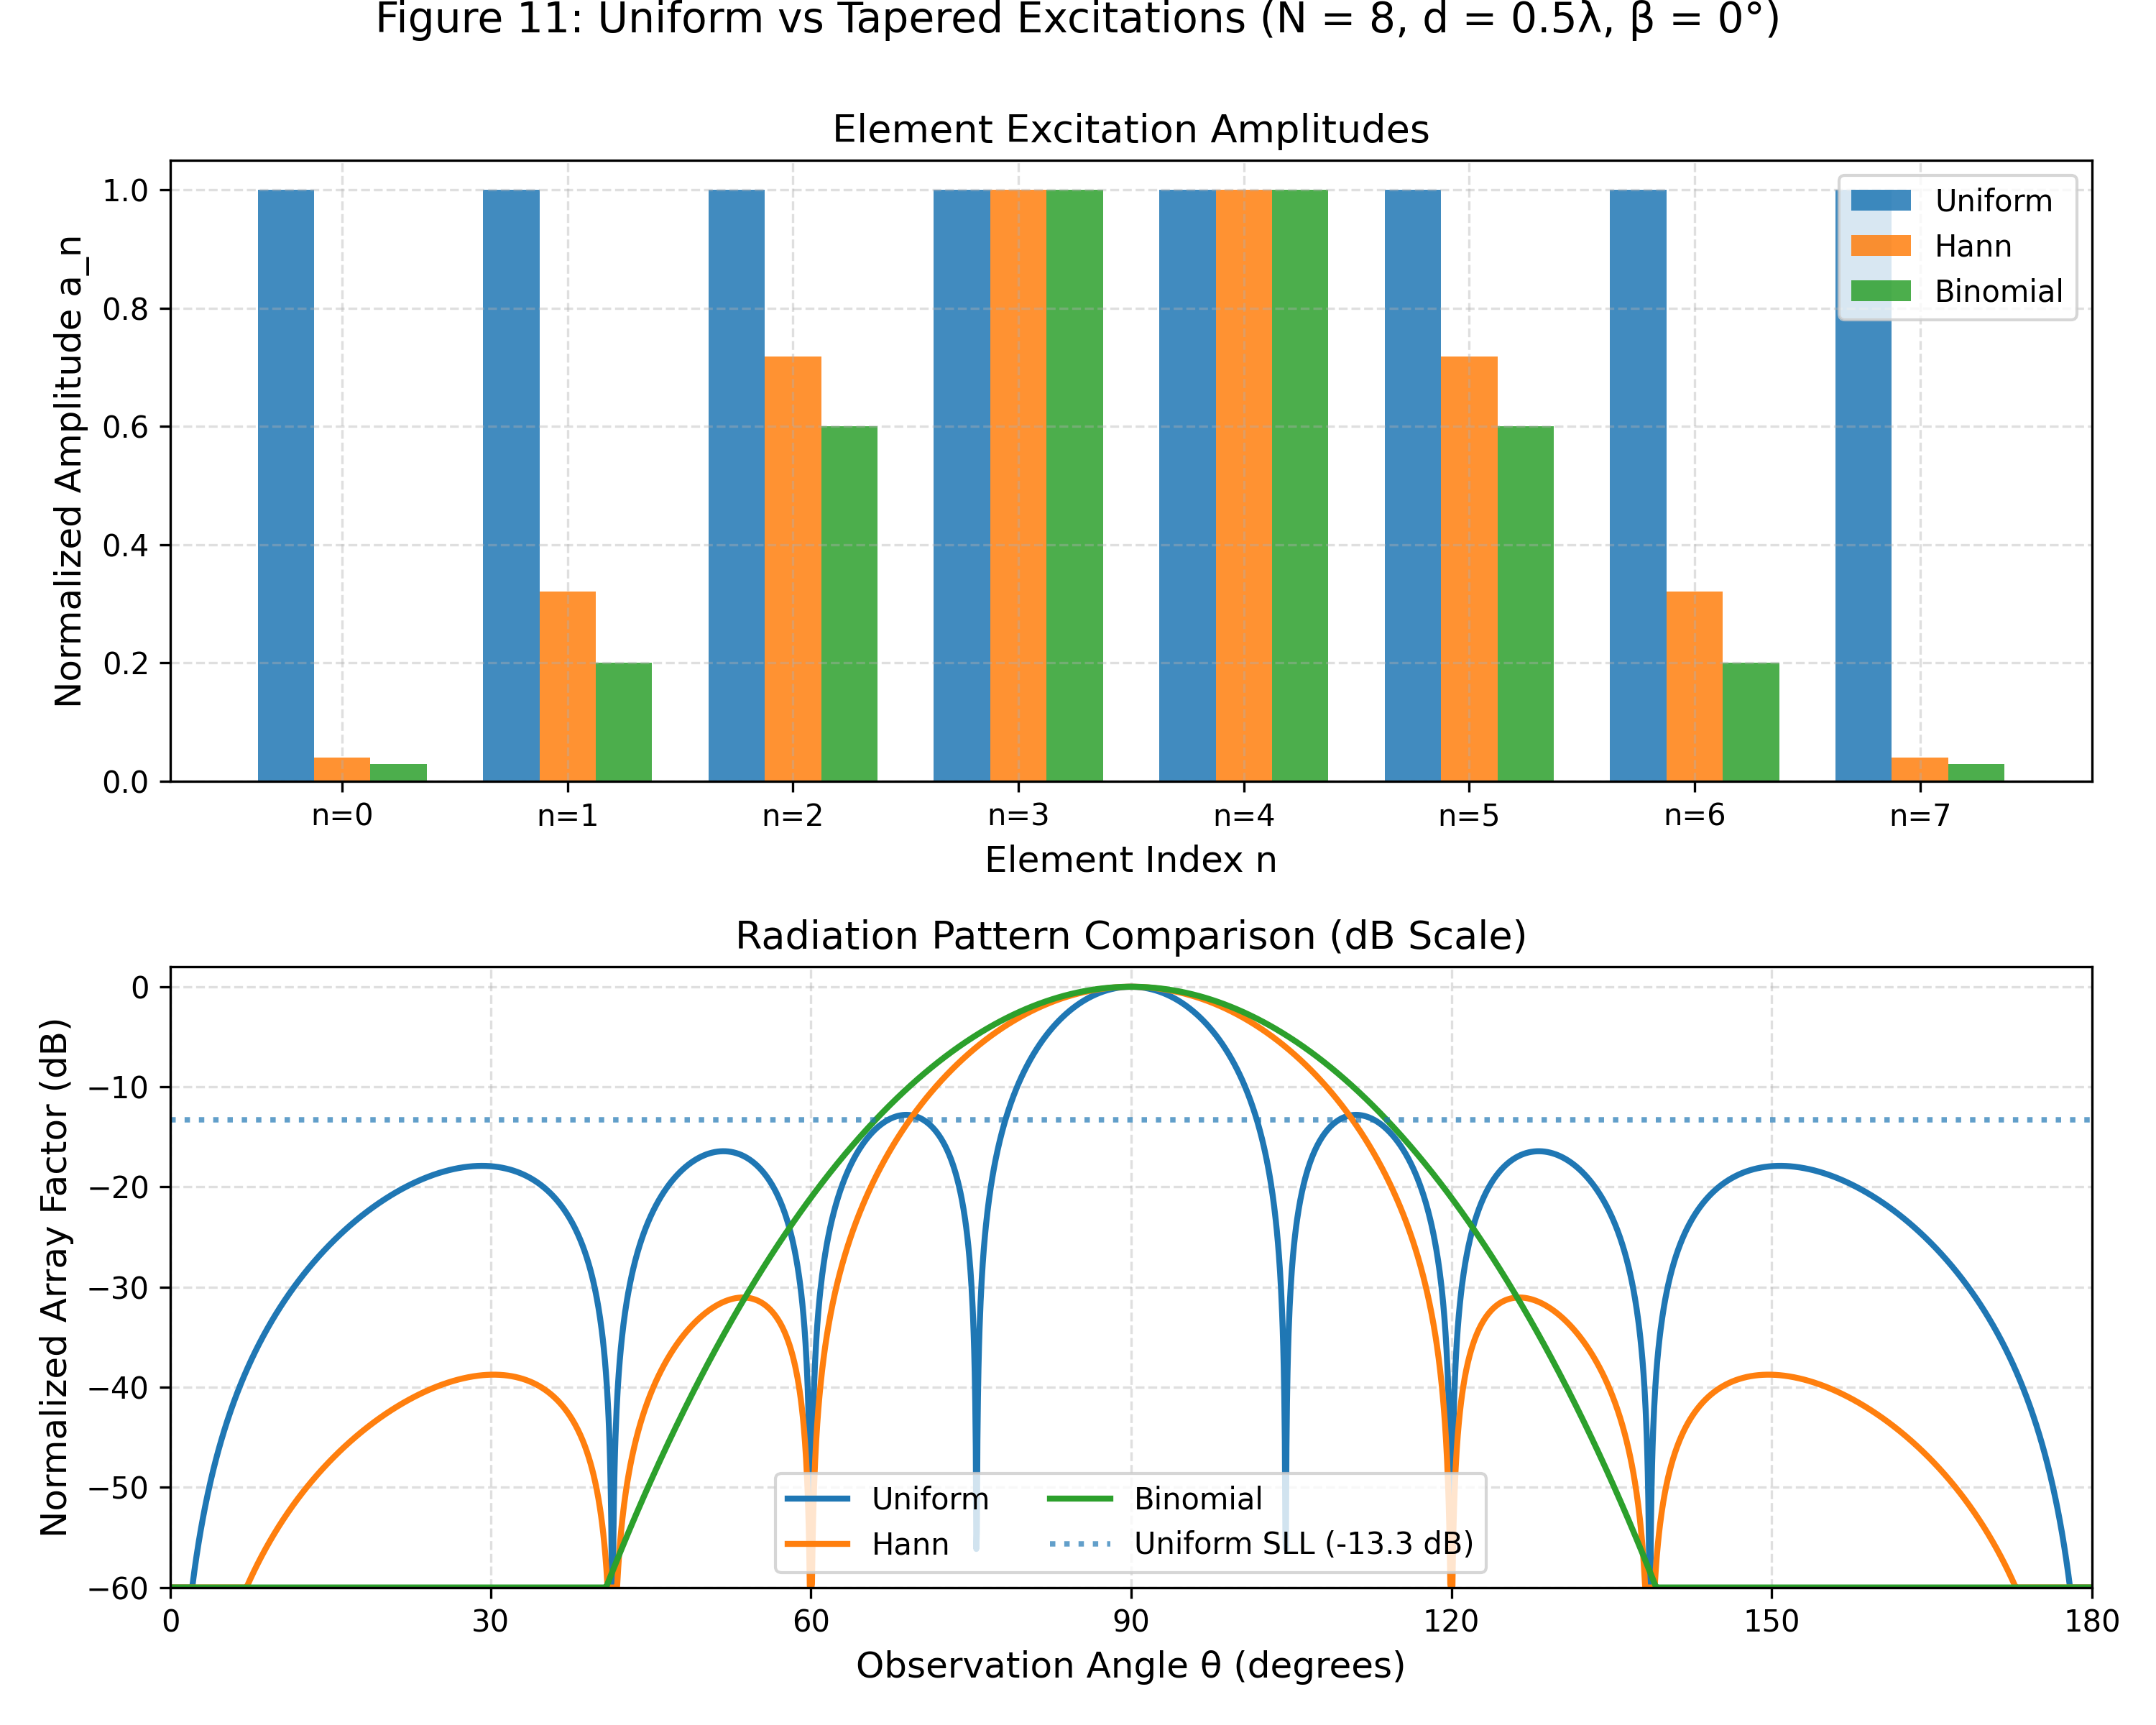 Figure 11: Uniform vs Tapered Excitations (N = 8, d = 0.5λ, β = 0°)
Element Excitation Amplitudes
Normalized Amplitude a_n
1.0
0.8
0.6
0.4
0.2
0.0
Uniform
Hann
Binomial
n=0 n=1 n=2 n=3 n=4 n=5 n=6 n=7
Element Index n
Radiation Pattern Comparison (dB Scale)
Normalized Array Factor (dB)
0
−10
−20
−30
−40
−50
−60
Uniform
Hann
Binomial
Uniform SLL (-13.3 dB)
0 30 60 90 120 150 180
Observation Angle θ (degrees)